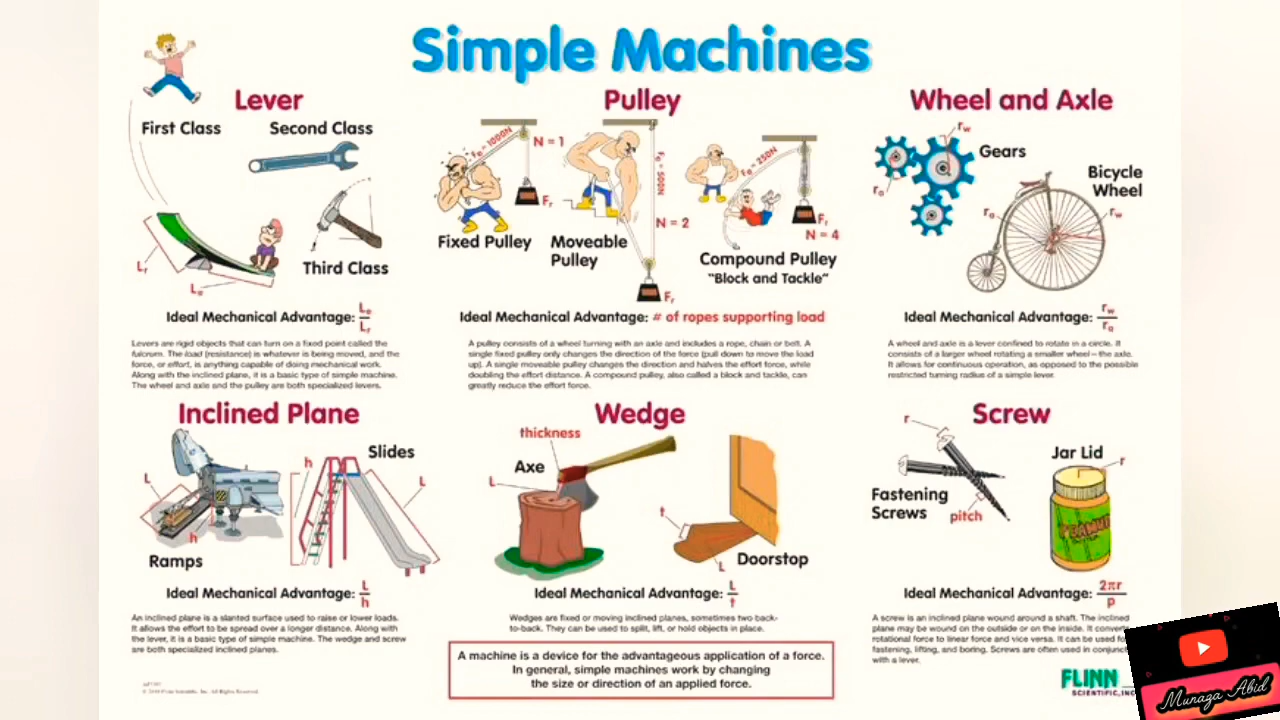 Simple Machines
Lever
First Class
Second Class
Third Class
Lr
Le
Ideal Mechanical Advantage: Le/Lr
Levers are rigid objects that can turn on a fixed point called the
fulcrum. The load (resistance) is whatever is being moved, and the
force, or effort, is anything capable of doing mechanical work.
Along with the inclined plane, it is a basic type of simple machine.
The wheel and axle and the pulley are both specialized levers.
Pulley
Fe = 1000N
N = 1
Fr
Fixed Pulley
Fe = 500N
N = 2
Fr
Moveable
Pulley
Fe = 250N
Fr
N = 4
Compound Pulley
"Block and Tackle"
Ideal Mechanical Advantage: # of ropes supporting load
A pulley consists of a wheel turning with an axle and includes a rope, chain or belt. A
single fixed pulley only changes the direction of the force (pull down to move the load
up). A single moveable pulley changes the direction and halves the effort force, while
doubling the effort distance. A compound pulley, also called a block and tackle, can
greatly reduce the effort force.
Wheel and Axle
rw
ra
Gears
Bicycle
Wheel
ra
rw
Ideal Mechanical Advantage: rw/ra
A wheel and axle is a lever confined to rotate in a circle. It
consists of a larger wheel rotating a smaller wheel – the axle.
It allows for continuous operation, as opposed to the possible
restricted turning radius of a simple lever.
Inclined Plane
L
h
Ramps
Slides
h
L
Ideal Mechanical Advantage: L/h
An inclined plane is a slanted surface used to raise or lower loads.
It allows the effort to be spread over a longer distance. Along with
the lever, it is a basic type of simple machine. The wedge and screw
are both specialized inclined planes.
Wedge
thickness
Axe
L
t
L
Doorstop
Ideal Mechanical Advantage: L/t
Wedges are fixed or moving inclined planes, sometimes two back-
to-back. They can be used to split, lift, or hold objects in place.
A machine is a device for the advantageous application of a force.
In general, simple machines work by changing
the size or direction of an applied force.
Screw
r
Fastening
Screws
pitch
Jar Lid
r
PEANUT
Ideal Mechanical Advantage: 2πr/p
A screw is an inclined plane wound around a shaft. The inclined
plane may be wound on the outside or on the inside. It conver
rotational force to linear force and vice versa. It can be used fo
fastening, lifting, and boring. Screws are often used in conjunc
with a lever.
FLINN
SCIENTIFIC, INC
Munaza Abid